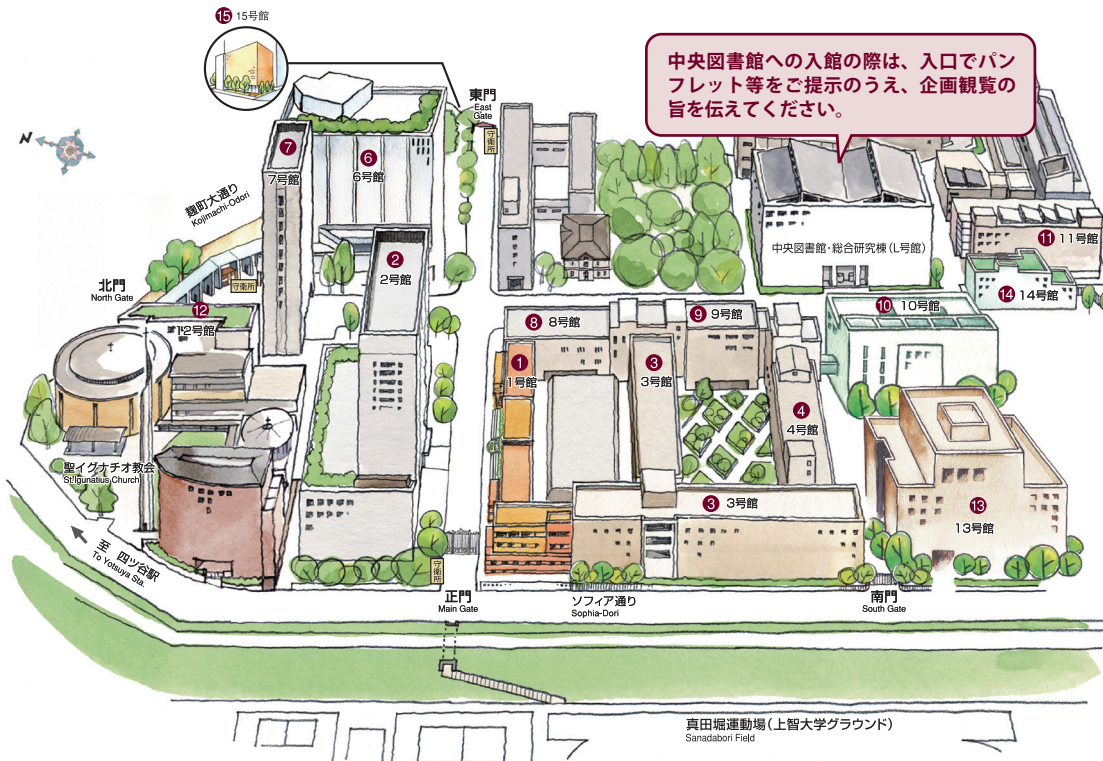 15 15号館
中央図書館への入館の際は、入口でパン
フレット等をご提示のうえ、企画観覧の
旨を伝えてください。
東門
East
Gate
守衛所
N
7
7号館
6
6号館
麹町大通り
Kojimachi-Odori
2
2号館
中央図書館・総合研究棟(L号館)
11 11号館
14 14号館
北門
North Gate
守衛所
12
12号館
10 10号館
8 8号館
9 9号館
1
1号館
3
3号館
4
4号館
聖イグナチオ教会
St.Igunatius Church
3 3号館
13
13号館
至 四ツ谷駅
To Yotsuya Sta.
守衛所
正門
Main Gate
ソフィア通り
Sophia-Dori
南門
South Gate
真田堀運動場(上智大学グラウンド)
Sanadabori Field